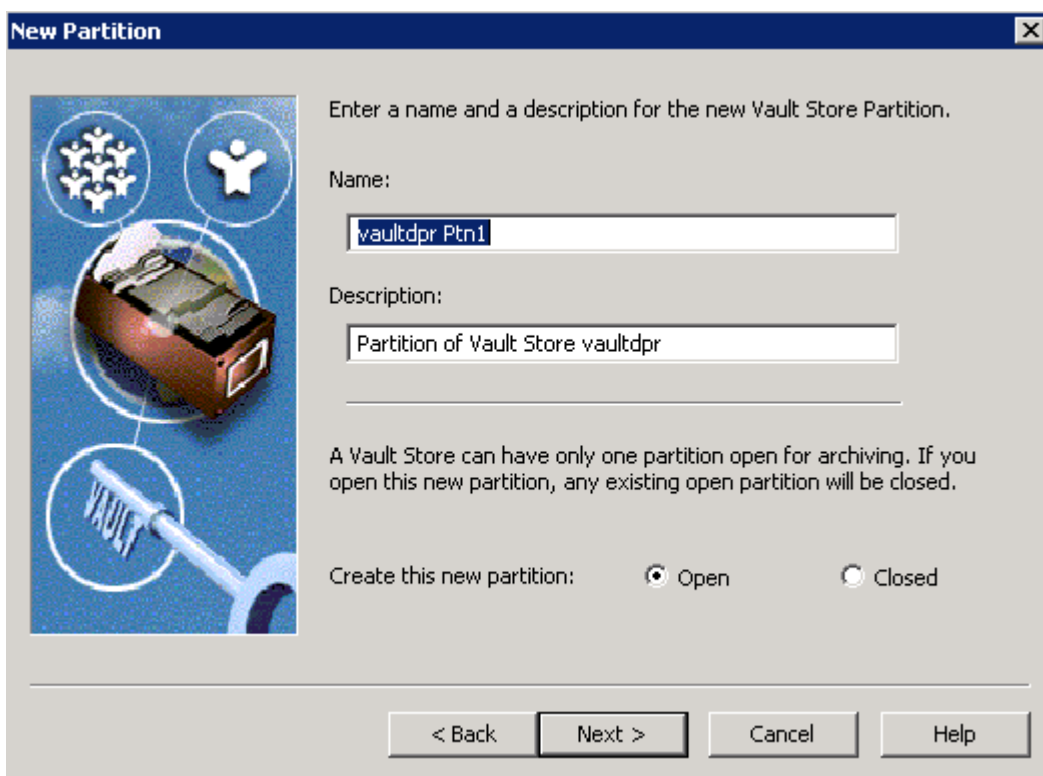 New Partition
Enter a name and a description for the new Vault Store Partition.
Name:
vaultdpr Ptn1
Description:
Partition of Vault Store vaultdpr
A Vault Store can have only one partition open for archiving. If you
open this new partition, any existing open partition will be closed.
VAULT
Create this new partition: Open Closed
< Back Next > Cancel Help